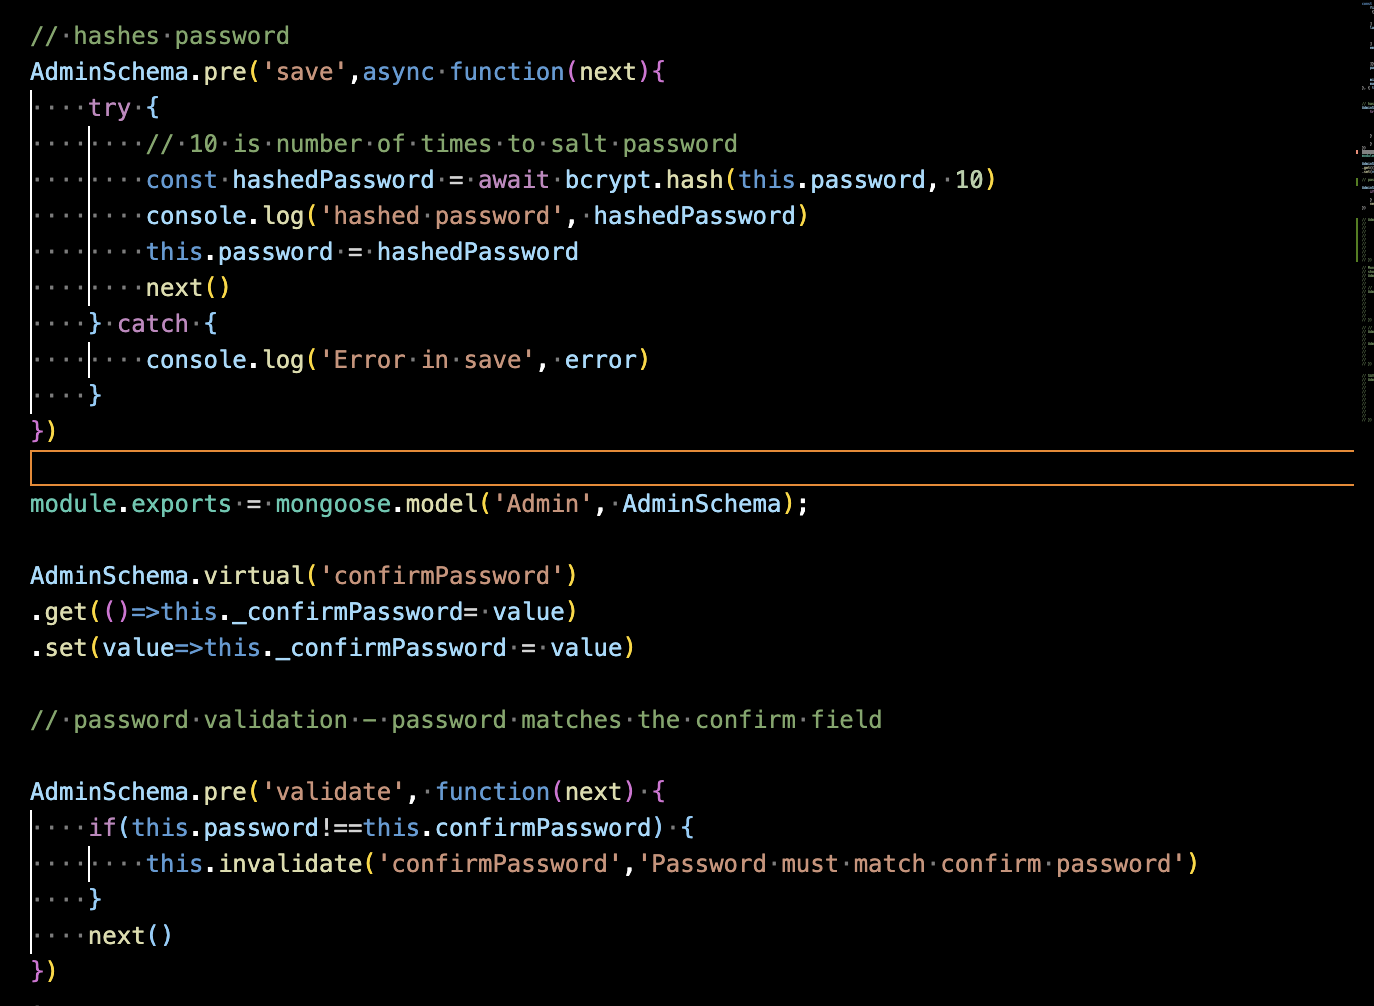 // hashes password
AdminSchema.pre('save',async function(next){
    try {
        // 10 is number of times to salt password
        const hashedPassword = await bcrypt.hash(this.password, 10)
        console.log('hashed password', hashedPassword)
        this.password = hashedPassword
        next()
    } catch {
        console.log('Error in save', error)
    }
})
module.exports = mongoose.model('Admin', AdminSchema);
AdminSchema.virtual('confirmPassword')
.get(()=>this._confirmPassword= value)
.set(value=>this._confirmPassword = value)
// password validation - password matches the confirm field
AdminSchema.pre('validate', function(next) {
    if(this.password!==this.confirmPassword) {
        this.invalidate('confirmPassword','Password must match confirm password')
    }
    next()
})